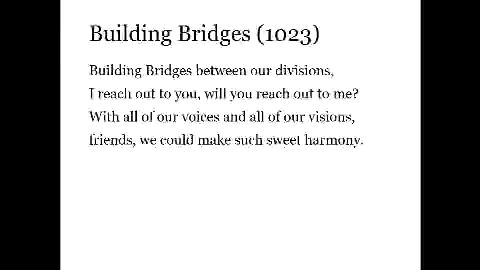 Building Bridges (1023)
Building Bridges between our divisions,
I reach out to you, will you reach out to me?
With all of our voices and all of our visions,
friends, we could make such sweet harmony.